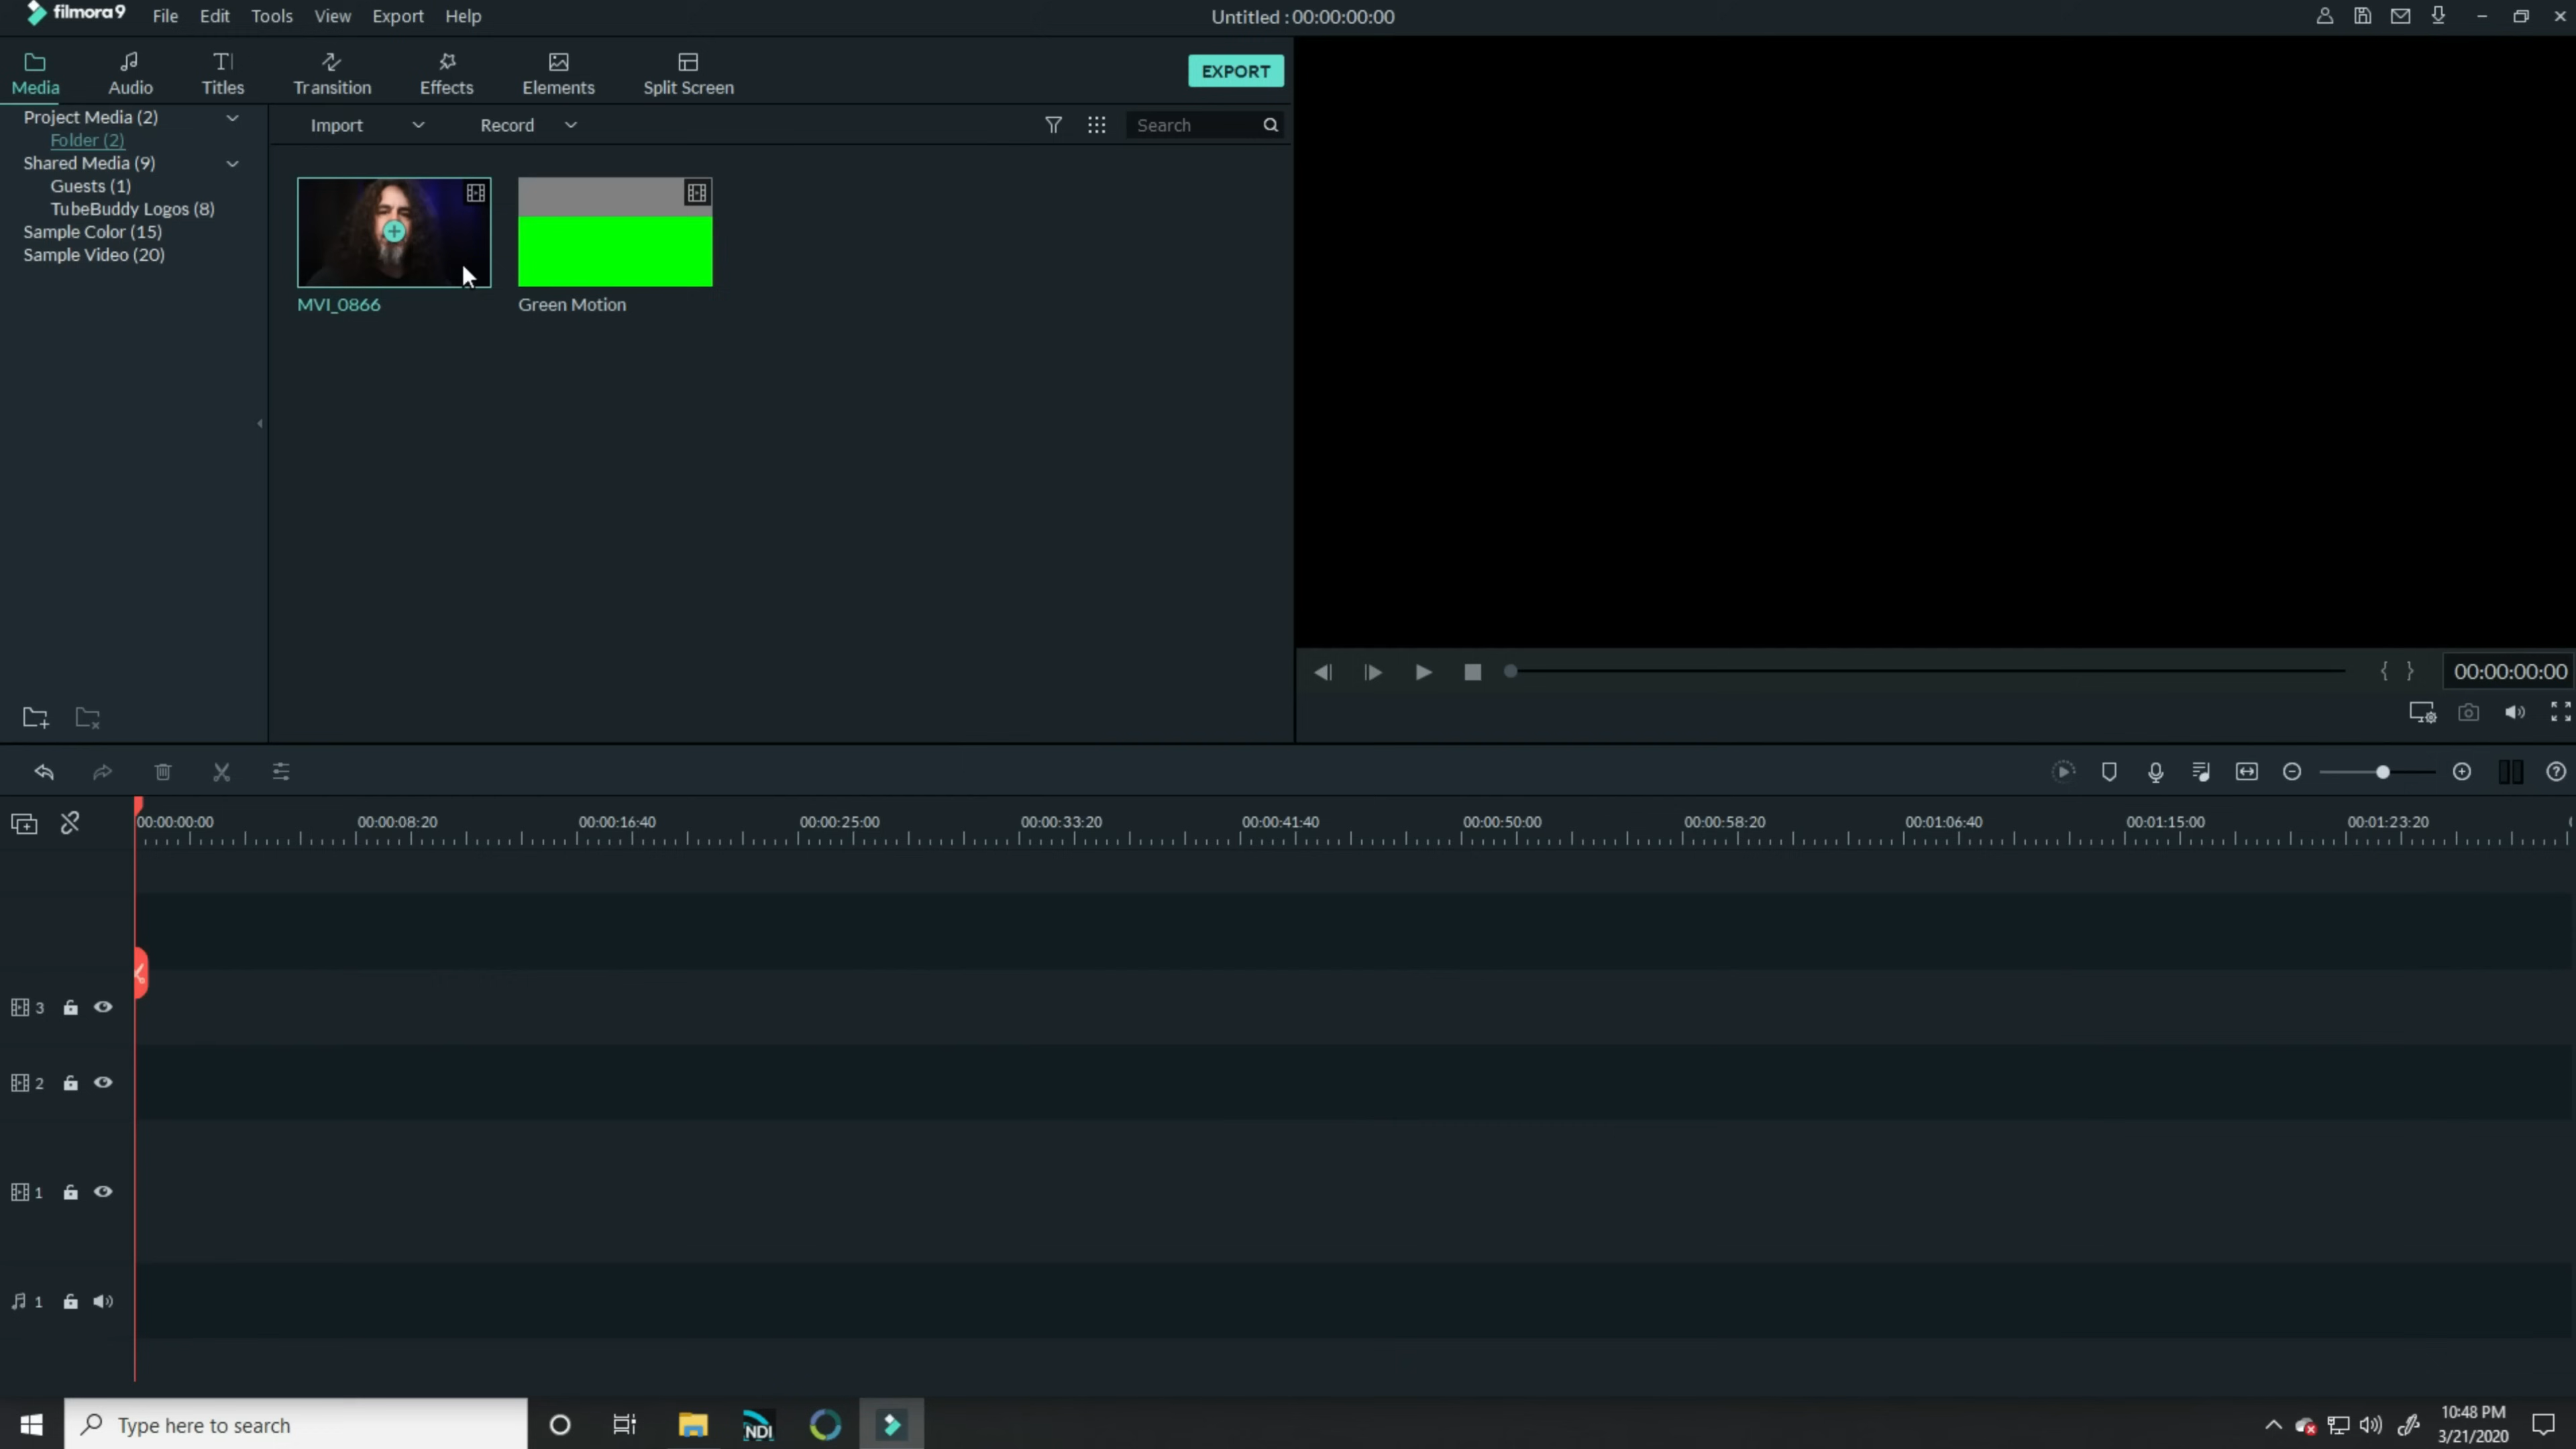 filmora9 File Edit Tools View Export Help Untitled : 00:00:00:00
Media Audio Titles Transition Effects Elements Split Screen EXPORT
Project Media (2)
Folder (2)
Shared Media (9)
Guests (1)
TubeBuddy Logos (8)
Sample Color (15)
Sample Video (20)
Import Record Search
MVI_0866 Green Motion
{ } 00:00:00:00
00:00:00:00 00:00:08:20 00:00:16:40 00:00:25:00 00:00:33:20 00:00:41:40 00:00:50:00 00:00:58:20 00:01:06:40 00:01:15:00 00:01:23:20
3
2
1
1
Type here to search NDI 10:48 PM
3/21/2020